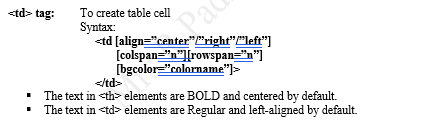 <td> tag: To create table cell
Syntax:
<td [align="center"/"right"/"left"]
[colspan="n"][rowspan="n"]
[bgcolor="colorname"]>
</td>
▪ The text in <th> elements are BOLD and centered by default.
▪ The text in <td> elements are Regular and left-aligned by default.